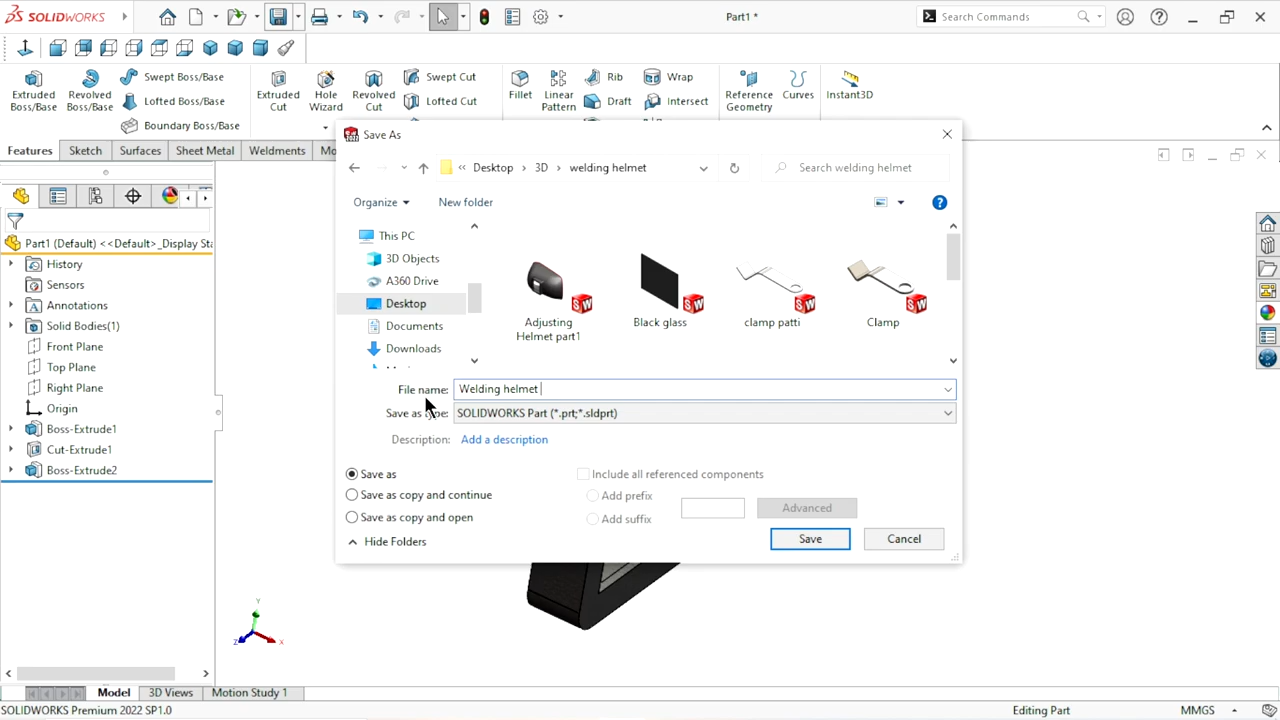 SOLIDWORKS
Part1 *
Search Commands
Extruded Boss/Base
Revolved Boss/Base
Swept Boss/Base
Lofted Boss/Base
Boundary Boss/Base
Extruded Cut
Hole Wizard
Revolved Cut
Swept Cut
Lofted Cut
Fillet
Linear Pattern
Rib
Draft
Wrap
Intersect
Reference Geometry
Curves
Instant3D
Features
Sketch
Surfaces
Sheet Metal
Weldments
Mo
Part1 (Default) <<Default>_Display Sta
History
Sensors
Annotations
Solid Bodies(1)
Front Plane
Top Plane
Right Plane
Origin
Boss-Extrude1
Cut-Extrude1
Boss-Extrude2
Save As
« Desktop › 3D › welding helmet
Search welding helmet
Organize
New folder
This PC
3D Objects
A360 Drive
Desktop
Documents
Downloads
Adjusting Helmet part1
Black glass
clamp patti
Clamp
File name: Welding helmet
Save as type: SOLIDWORKS Part (*.prt;*.sldprt)
Description: Add a description
Save as
Save as copy and continue
Save as copy and open
Include all referenced components
Add prefix
Add suffix
Advanced
Hide Folders
Save
Cancel
Y
Z
X
Model
3D Views
Motion Study 1
SOLIDWORKS Premium 2022 SP1.0
Editing Part
MMGS